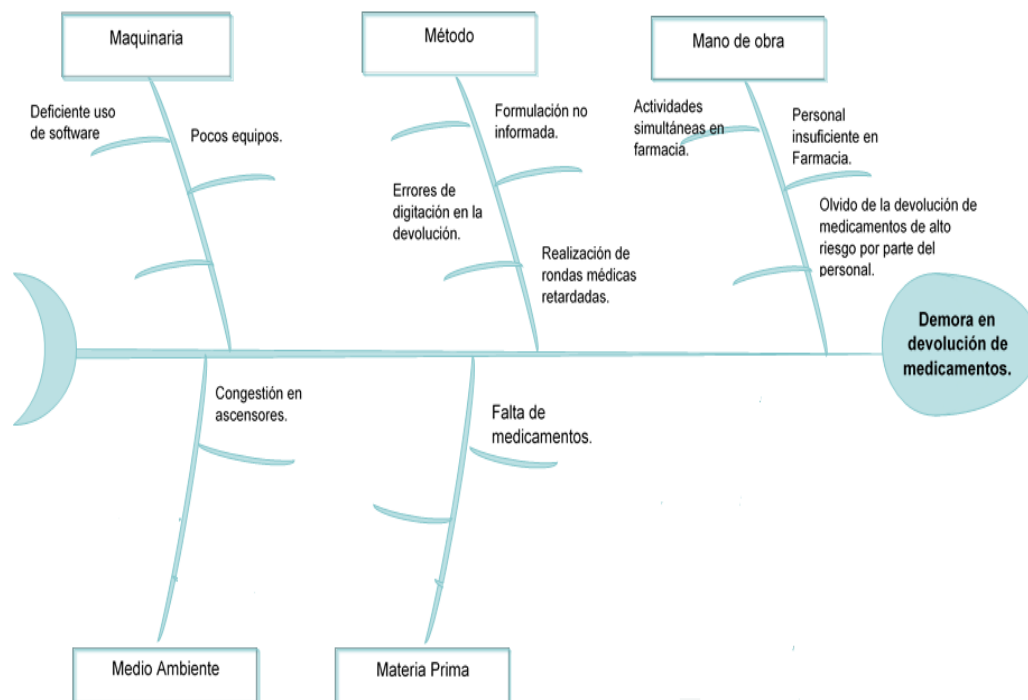 Maquinaria
Método
Mano de obra
Deficiente uso
de software
Pocos equipos.
Formulación no
informada.
Errores de
digitación en la
devolución.
Realización de
rondas médicas
retardadas.
Actividades
simultáneas en
farmacia.
Personal
insuficiente en
Farmacia.
Olvido de la devolución de
medicamentos de alto
riesgo por parte del
personal.
Demora en
devolución de
medicamentos.
Congestión en
ascensores.
Falta de
medicamentos.
Medio Ambiente
Materia Prima